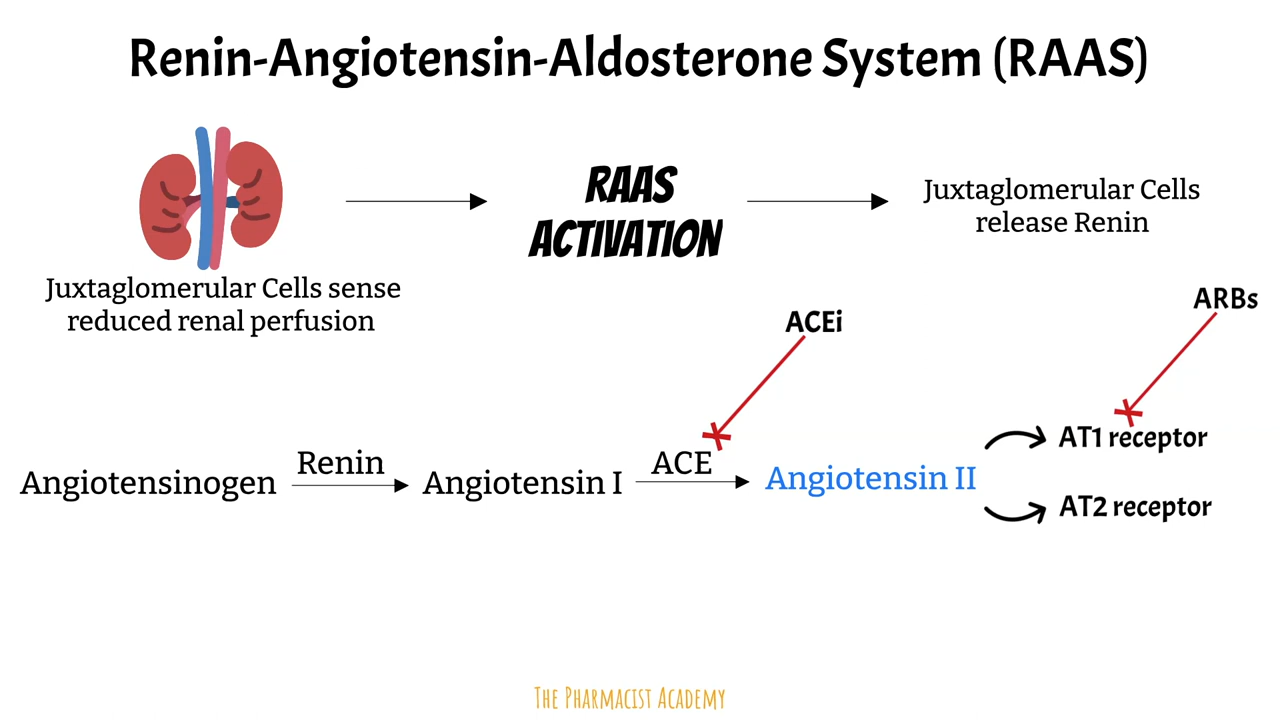 Renin-Angiotensin-Aldosterone System (RAAS)
RAAS
ACTIVATION
Juxtaglomerular Cells
release Renin
Juxtaglomerular Cells sense
reduced renal perfusion
ACEi
ARBs
Angiotensinogen
Renin
Angiotensin I
ACE
Angiotensin II
AT1 receptor
AT2 receptor
The Pharmacist Academy